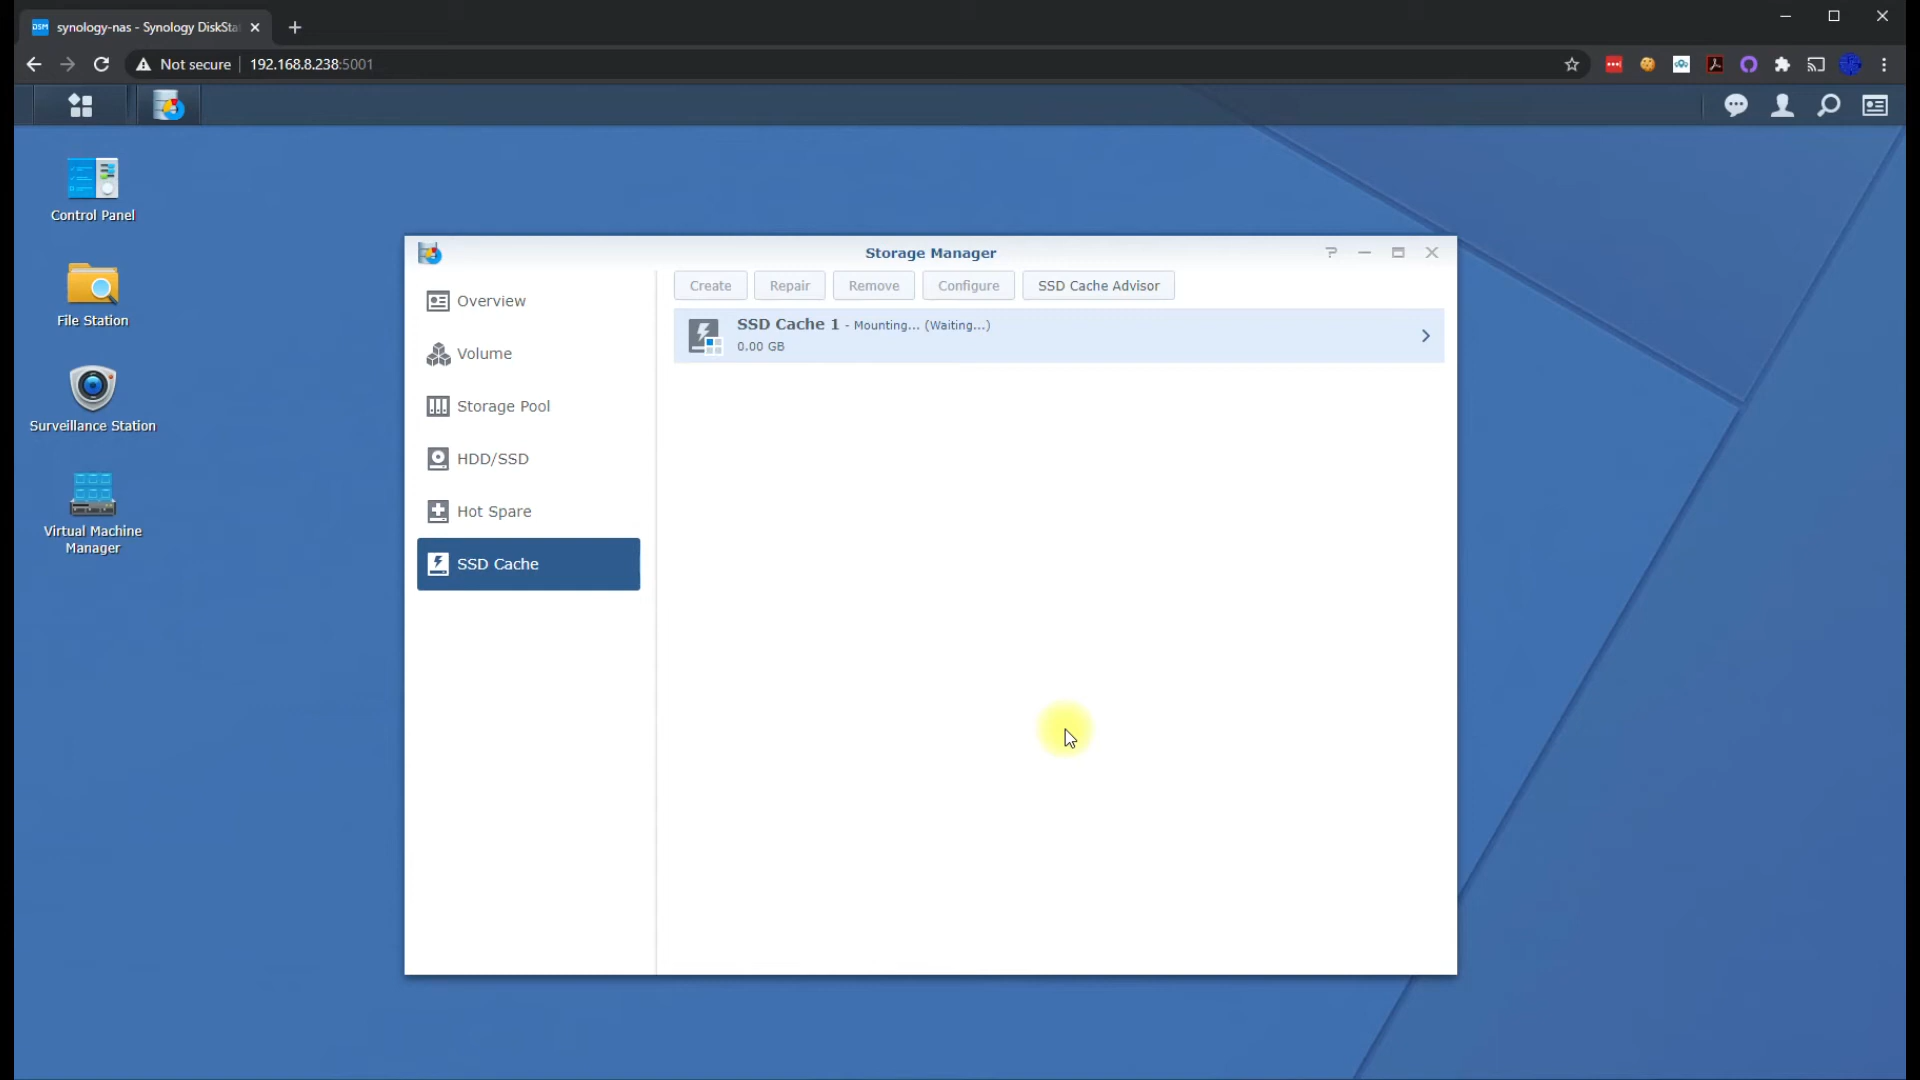 DSM synology-nas - Synology DiskSta
Not secure 192.168.8.238:5001
Control Panel
File Station
Surveillance Station
Virtual Machine
Manager
Storage Manager
Overview
Volume
Storage Pool
HDD/SSD
Hot Spare
SSD Cache
Create Repair Remove Configure SSD Cache Advisor
SSD Cache 1 - Mounting... (Waiting...)
0.00 GB